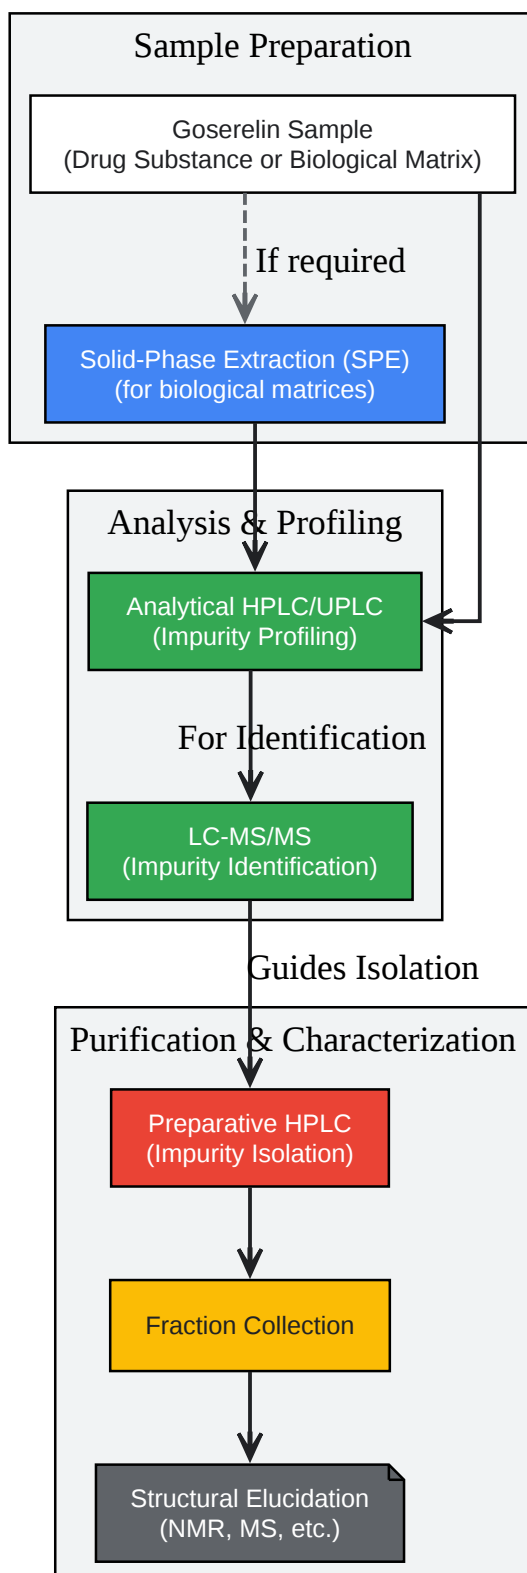 Sample Preparation
Goserelin Sample
(Drug Substance or Biological Matrix)
If required
Solid-Phase Extraction (SPE)
(for biological matrices)
Analysis & Profiling
Analytical HPLC/UPLC
(Impurity Profiling)
For Identification
LC-MS/MS
(Impurity Identification)
Guides Isolation
Purification & Characterization
Preparative HPLC
(Impurity Isolation)
Fraction Collection
Structural Elucidation
(NMR, MS, etc.)